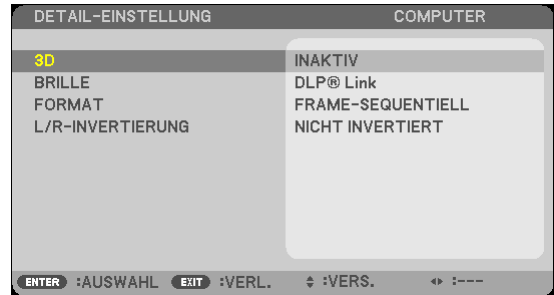 DETAIL-EINSTELLUNG COMPUTER
3D INAKTIV
BRILLE DLP® Link
FORMAT FRAME-SEQUENTIELL
L/R-INVERTIERUNG NICHT INVERTIERT
ENTER :AUSWAHL EXIT :VERL. ♦ :VERS. ◂▸ :---